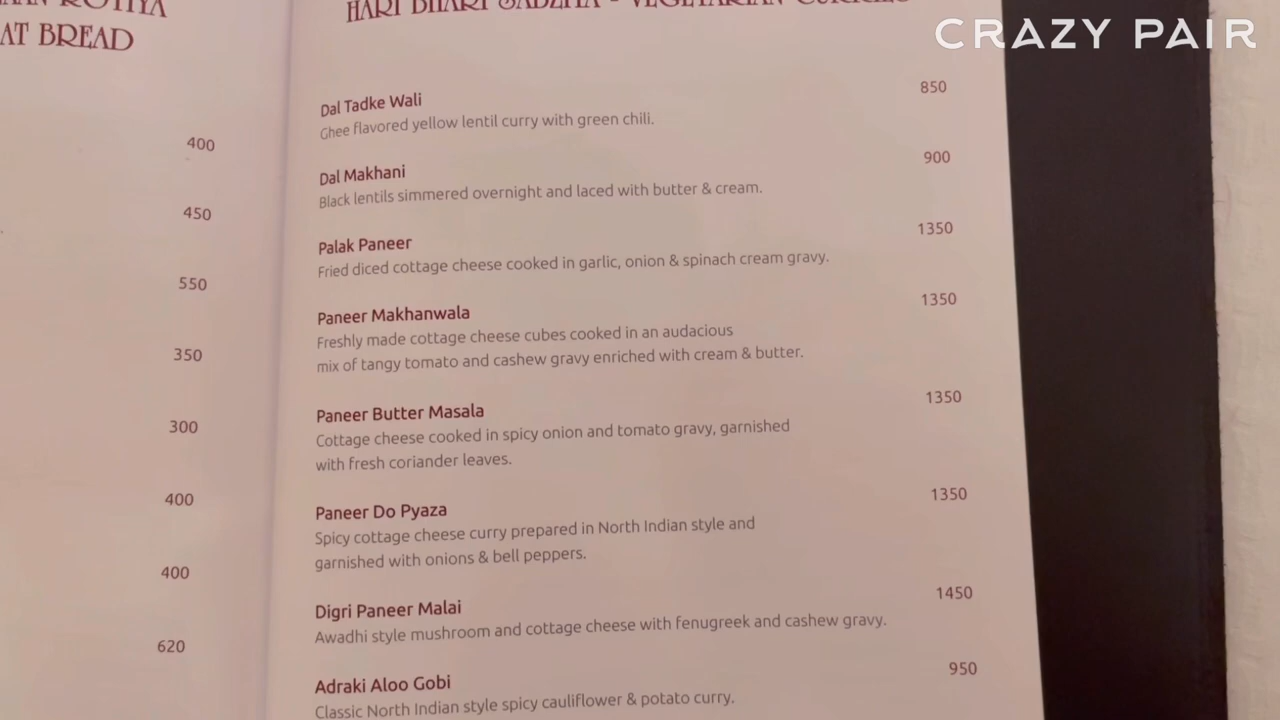 AT BREAD
400
450
550
350
300
400
400
620
HARI BHARI SABZIYA - VEGETARIAN CURRIES
Dal Tadke Wali 850
Ghee flavored yellow lentil curry with green chili.
Dal Makhani 900
Black lentils simmered overnight and laced with butter & cream.
Palak Paneer 1350
Fried diced cottage cheese cooked in garlic, onion & spinach cream gravy.
Paneer Makhanwala 1350
Freshly made cottage cheese cubes cooked in an audacious
mix of tangy tomato and cashew gravy enriched with cream & butter.
Paneer Butter Masala 1350
Cottage cheese cooked in spicy onion and tomato gravy, garnished
with fresh coriander leaves.
Paneer Do Pyaza 1350
Spicy cottage cheese curry prepared in North Indian style and
garnished with onions & bell peppers.
Digri Paneer Malai 1450
Awadhi style mushroom and cottage cheese with fenugreek and cashew gravy.
Adraki Aloo Gobi 950
Classic North Indian style spicy cauliflower & potato curry.
CRAZY PAIR